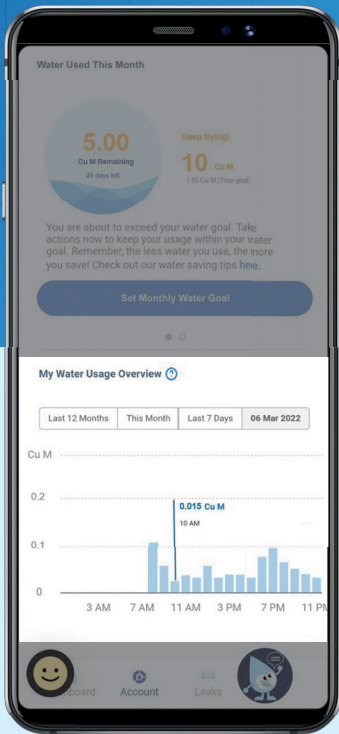 Water Used This Month
5.00
Cu M Remaining
24 days left
Keep trying!
10 Cu M
/ 15 Cu M (Your goal)
You are about to exceed your water goal. Take
actions now to keep your usage within your water
goal. Remember, the less water you use, the more
you save! Check out our water saving tips here.
Set Monthly Water Goal
My Water Usage Overview ?
Last 12 Months This Month Last 7 Days 06 Mar 2022
Cu M
0.2
0.015 Cu M
10 AM
0.1
0
3 AM 7 AM 11 AM 3 PM 7 PM 11 PM
board Account Leaks